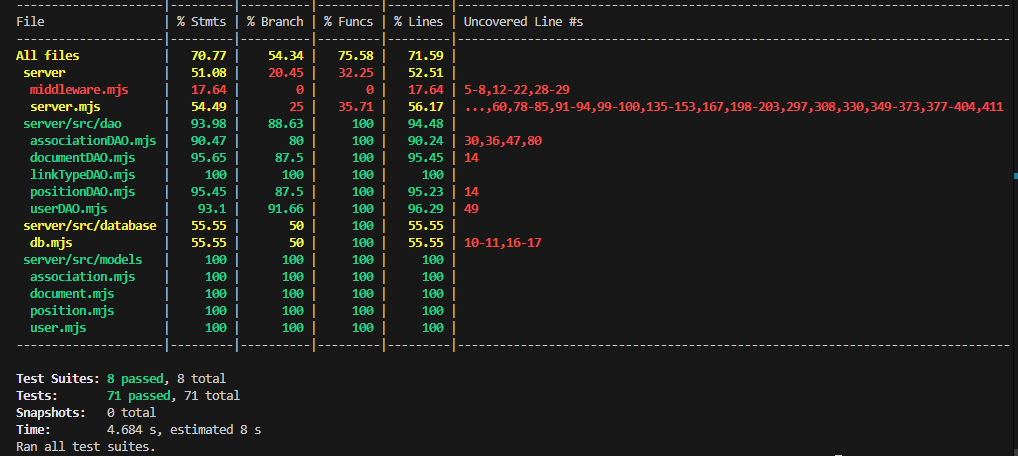 --------------------|---------|----------|---------|---------|-------------------------------------------------------------------------------
File                | % Stmts | % Branch | % Funcs | % Lines | Uncovered Line #s
--------------------|---------|----------|---------|---------|-------------------------------------------------------------------------------
All files           |   70.77 |    54.34 |   75.58 |   71.59 |
 server             |   51.08 |    20.45 |   32.25 |   52.51 |
  middleware.mjs    |   17.64 |        0 |       0 |   17.64 | 5-8,12-22,28-29
  server.mjs        |   54.49 |       25 |   35.71 |   56.17 | ...,60,78-85,91-94,99-100,135-153,167,198-203,297,308,330,349-373,377-404,411
 server/src/dao     |   93.98 |    88.63 |     100 |   94.48 |
  associationDAO.mjs |   90.47 |       80 |     100 |   90.24 | 30,36,47,80
  documentDAO.mjs   |   95.65 |     87.5 |     100 |   95.45 | 14
  linkTypeDAO.mjs   |     100 |      100 |     100 |     100 |
  positionDAO.mjs   |   95.45 |     87.5 |     100 |   95.23 | 14
  userDAO.mjs       |    93.1 |    91.66 |     100 |   96.29 | 49
 server/src/database |   55.55 |       50 |     100 |   55.55 |
  db.mjs            |   55.55 |       50 |     100 |   55.55 | 10-11,16-17
 server/src/models  |     100 |      100 |     100 |     100 |
  association.mjs   |     100 |      100 |     100 |     100 |
  document.mjs      |     100 |      100 |     100 |     100 |
  position.mjs      |     100 |      100 |     100 |     100 |
  user.mjs          |     100 |      100 |     100 |     100 |
--------------------|---------|----------|---------|---------|-------------------------------------------------------------------------------
Test Suites: 8 passed, 8 total
Tests:       71 passed, 71 total
Snapshots:   0 total
Time:        4.684 s, estimated 8 s
Ran all test suites.